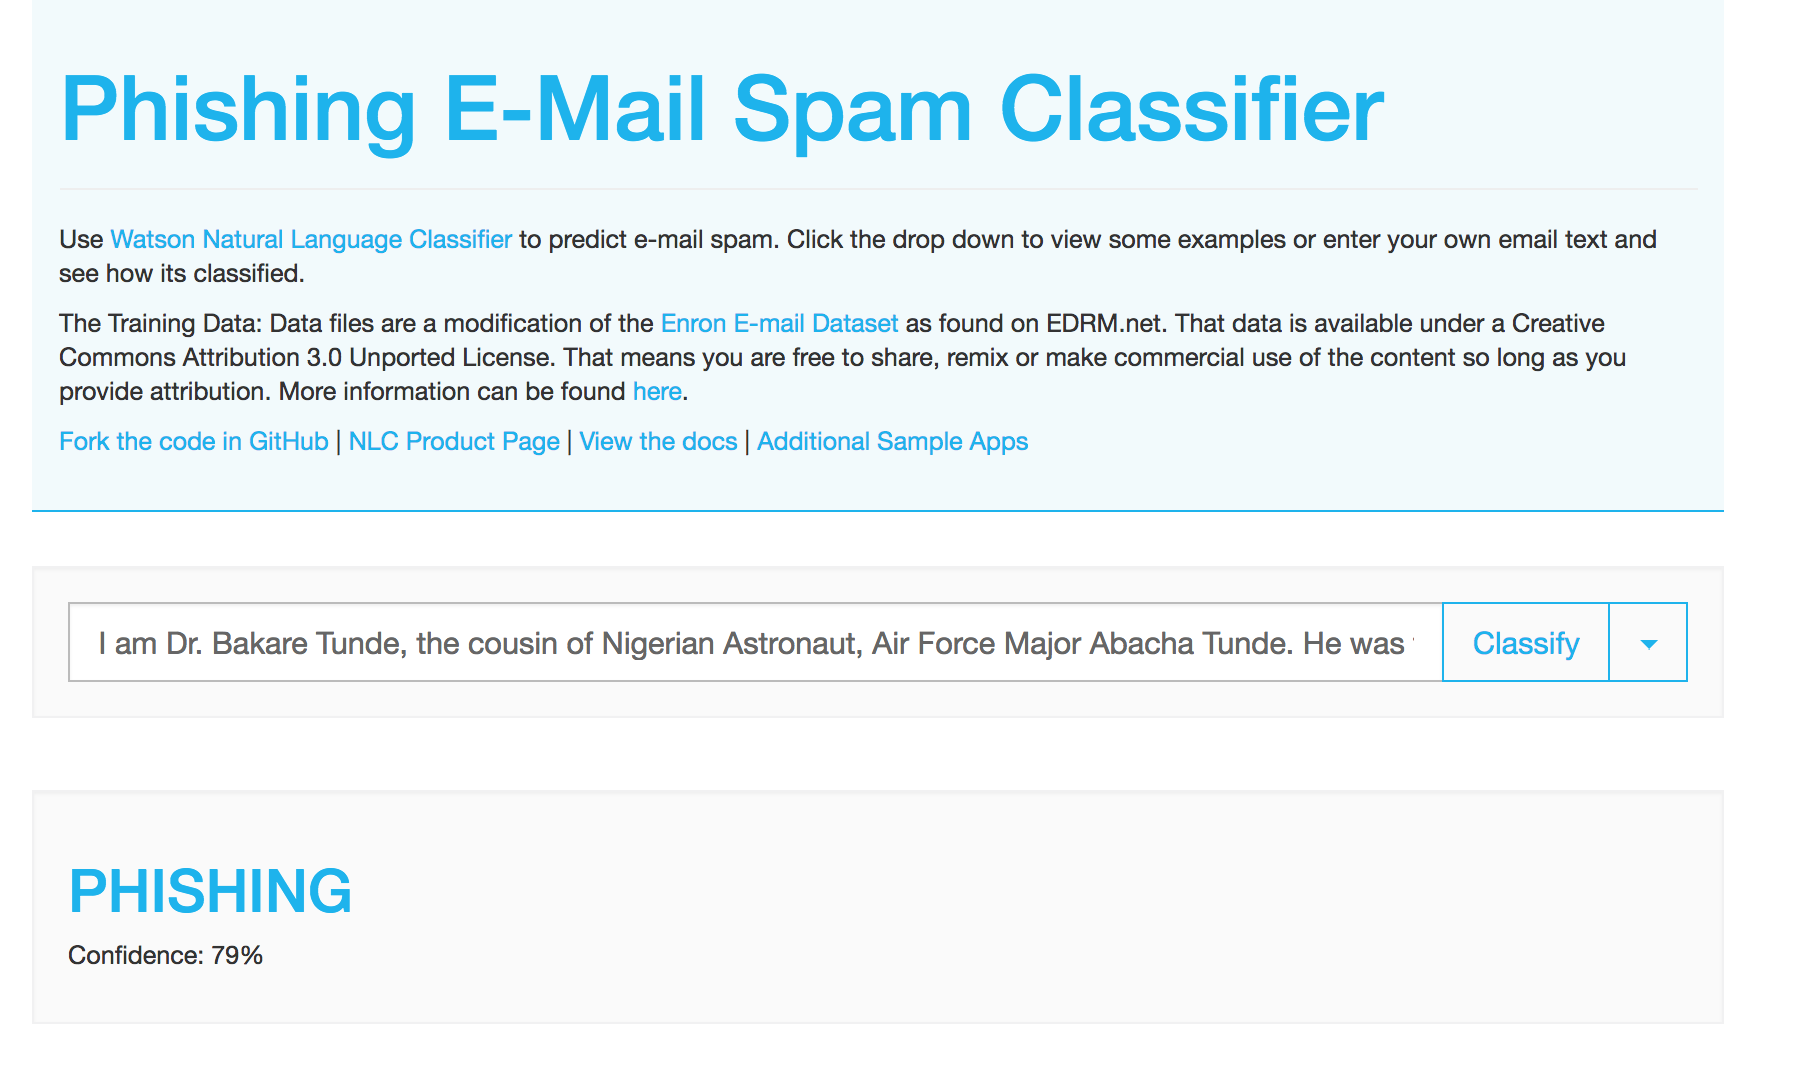 Phishing E-Mail Spam Classifier
Use Watson Natural Language Classifier to predict e-mail spam. Click the drop down to view some examples or enter your own email text and
see how its classified.
The Training Data: Data files are a modification of the Enron E-mail Dataset as found on EDRM.net. That data is available under a Creative
Commons Attribution 3.0 Unported License. That means you are free to share, remix or make commercial use of the content so long as you
provide attribution. More information can be found here.
Fork the code in GitHub | NLC Product Page | View the docs | Additional Sample Apps
I am Dr. Bakare Tunde, the cousin of Nigerian Astronaut, Air Force Major Abacha Tunde. He was
Classify
PHISHING
Confidence: 79%